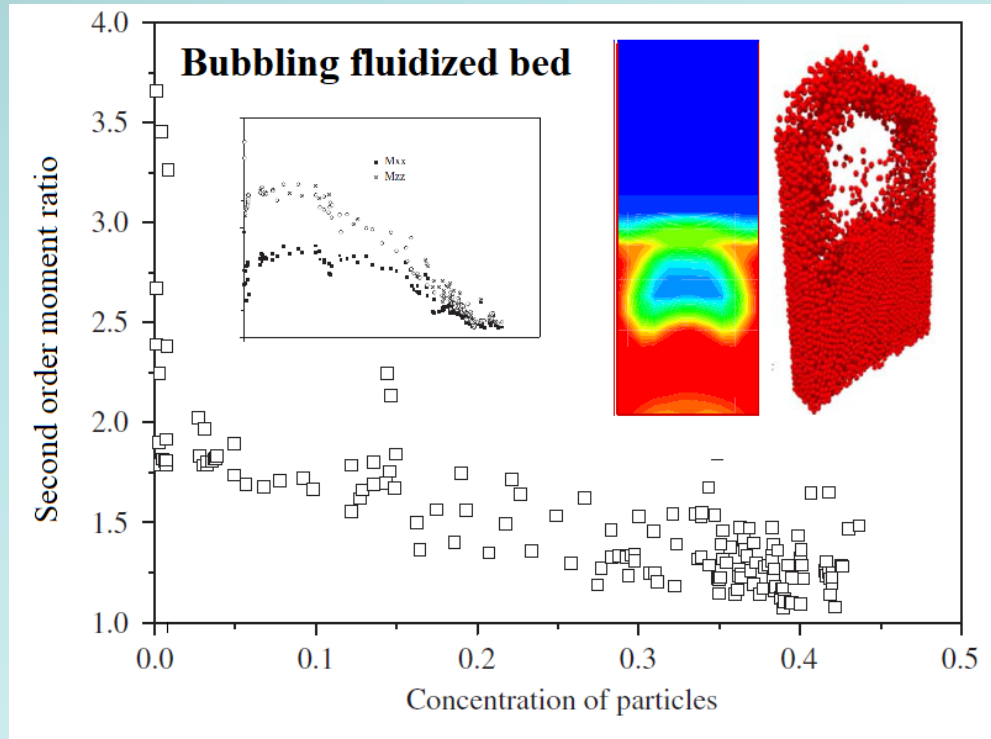 Bubbling fluidized bed
Second order moment ratio
4.0
3.5
3.0
2.5
2.0
1.5
1.0
Mxx
Mzz
0.0
0.1
0.2
0.3
0.4
0.5
Concentration of particles